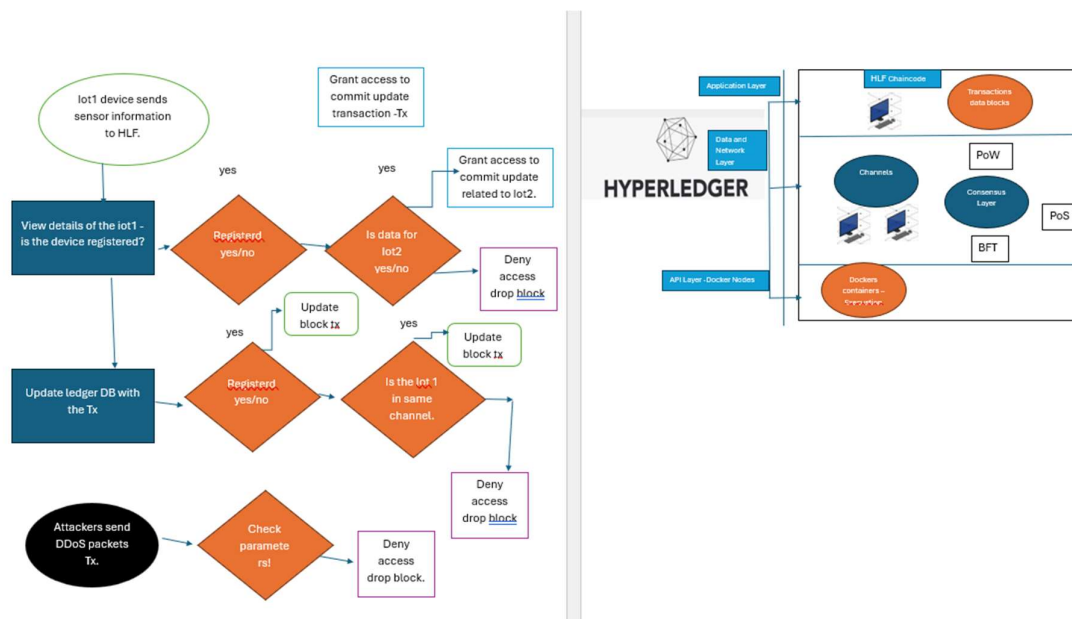 Iot1 device sends
sensor information
to HLF.
Grant access to
commit update
transaction -Tx
yes
yes
Grant access to
commit update
related to Iot2.
View details of the iot1 -
is the device registered?
Registerd
yes/no
Is data for
Iot2
yes/no
Deny
access
drop block
Update
block tx
yes
yes
Update
block tx
Update ledger DB with
the Tx
Registerd
yes/no
Is the Iot 1
in same
channel.
Deny
access
drop block
Attackers send
DDoS packets
Tx.
Check
paramete
rs!
Deny
access
drop block.
HYPERLEDGER
Application Layer
Data and
Network
Layer
API Layer -Docker Nodes
HLF Chaincode
Transactions
data blocks
PoW
Channels
Consensus
Layer
PoS
BFT
Dockers
containers –